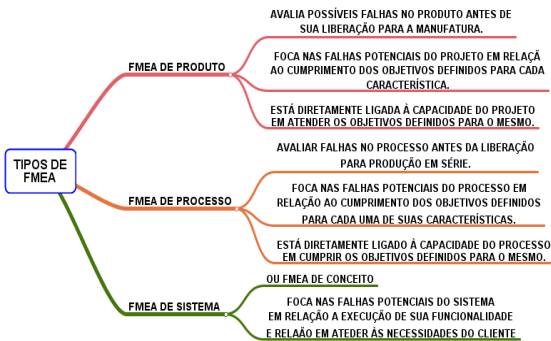 AVALIA POSSÍVEIS FALHAS NO PRODUTO ANTES DE
SUA LIBERAÇÃO PARA A MANUFATURA.
FMEA DE PRODUTO
FOCA NAS FALHAS POTENCIAIS DO PROJETO EM RELAÇÃ
AO CUMPRIMENTO DOS OBJETIVOS DEFINIDOS PARA CADA
CARACTERÍSTICA.
ESTÁ DIRETAMENTE LIGADA À CAPACIDADE DO PROJETO
EM ATENDER OS OBJETIVOS DEFINIDOS PARA O MESMO.
TIPOS DE
FMEA
AVALIAR FALHAS NO PROCESSO ANTES DA LIBERAÇÃO
PARA PRODUÇÃO EM SÉRIE.
FMEA DE PROCESSO
FOCA NAS FALHAS POTENCIAIS DO PROCESSO EM
RELAÇÃO AO CUMPRIMENTO DOS OBJETIVOS DEFINIDOS
PARA CADA UMA DE SUAS CARACTERÍSTICAS.
ESTÁ DIRETAMENTE LIGADO À CAPACIDADE DO PROCESSO
EM CUMPRIR OS OBJETIVOS DEFINIDOS PARA O MESMO.
FMEA DE SISTEMA
OU FMEA DE CONCEITO
FOCA NAS FALHAS POTENCIAIS DO SISTEMA
EM RELAÇÃO A EXECUÇÃO DE SUA FUNCIONALIDADE
E RELAÃO EM ATEDER ÀS NECESSIDADES DO CLIENTE